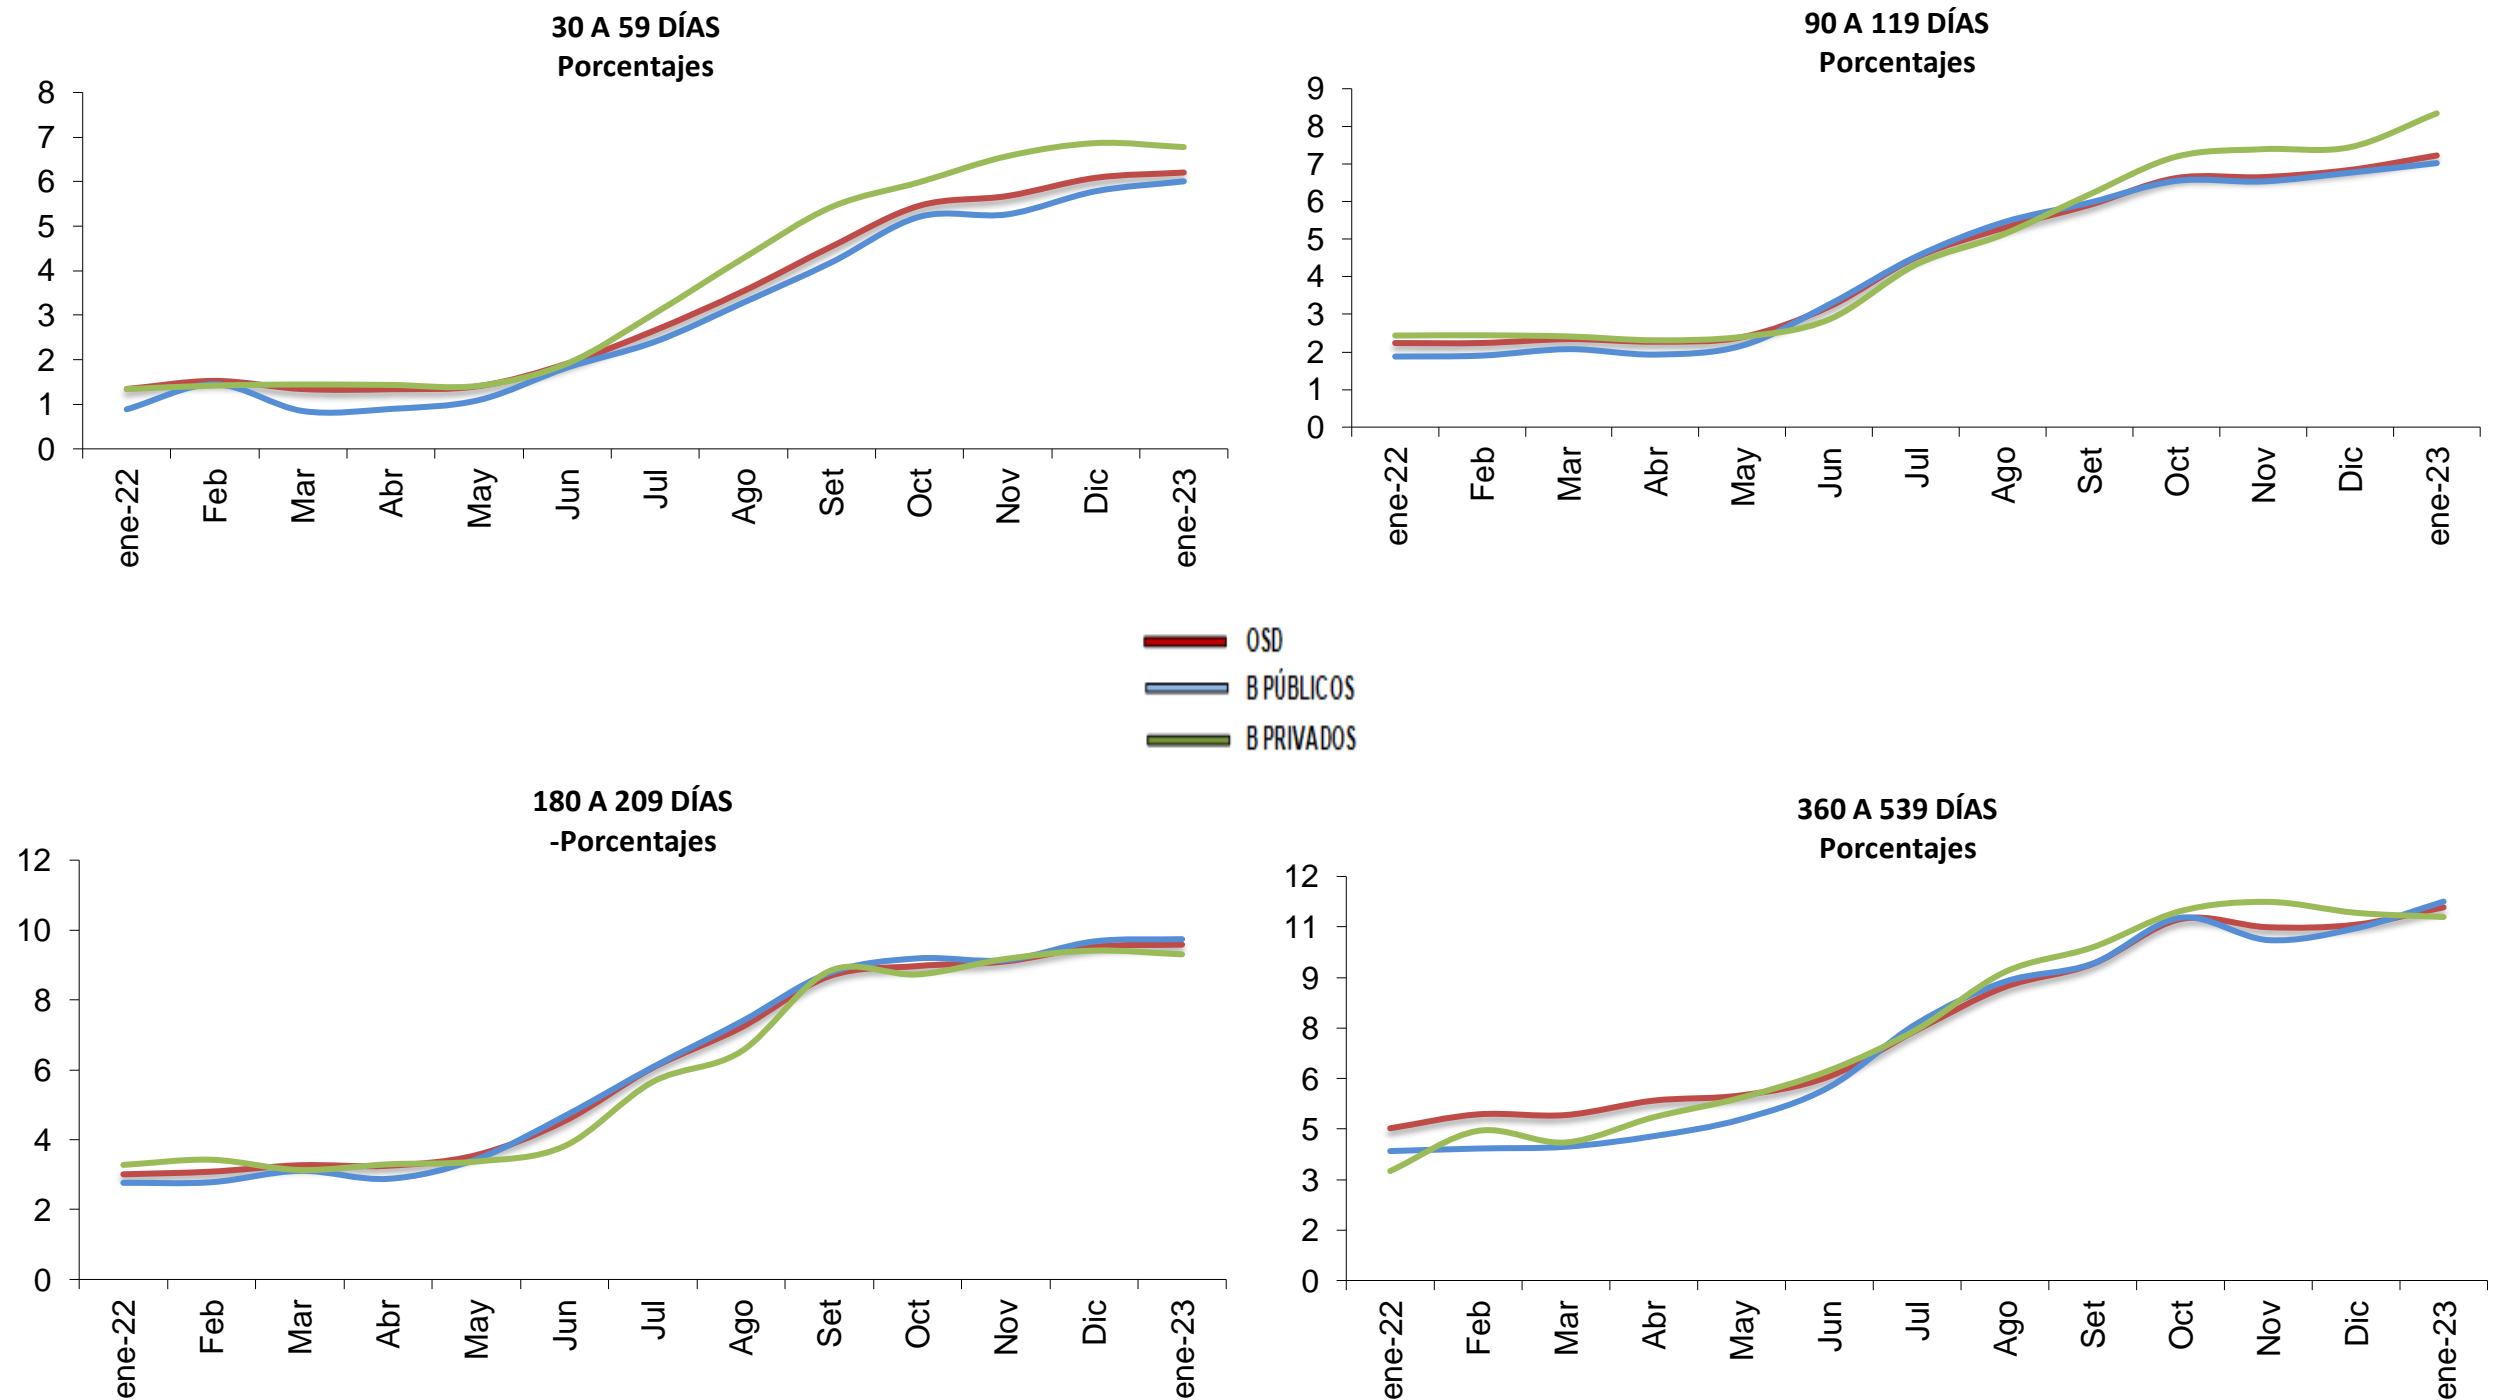 30 A 59 DÍAS
Porcentajes
8
7
6
5
4
3
2
1
0
ene-22
Feb
Mar
Abr
May
Jun
Jul
Ago
Set
Oct
Nov
Dic
ene-23
90 A 119 DÍAS
Porcentajes
9
8
7
6
5
4
3
2
1
0
ene-22
Feb
Mar
Abr
May
Jun
Jul
Ago
Set
Oct
Nov
Dic
ene-23
OSD
B PÚBLICOS
B PRIVADOS
180 A 209 DÍAS
-Porcentajes
12
10
8
6
4
2
0
ene-22
Feb
Mar
Abr
May
Jun
Jul
Ago
Set
Oct
Nov
Dic
ene-23
360 A 539 DÍAS
Porcentajes
12
11
9
8
6
5
3
2
0
ene-22
Feb
Mar
Abr
May
Jun
Jul
Ago
Set
Oct
Nov
Dic
ene-23